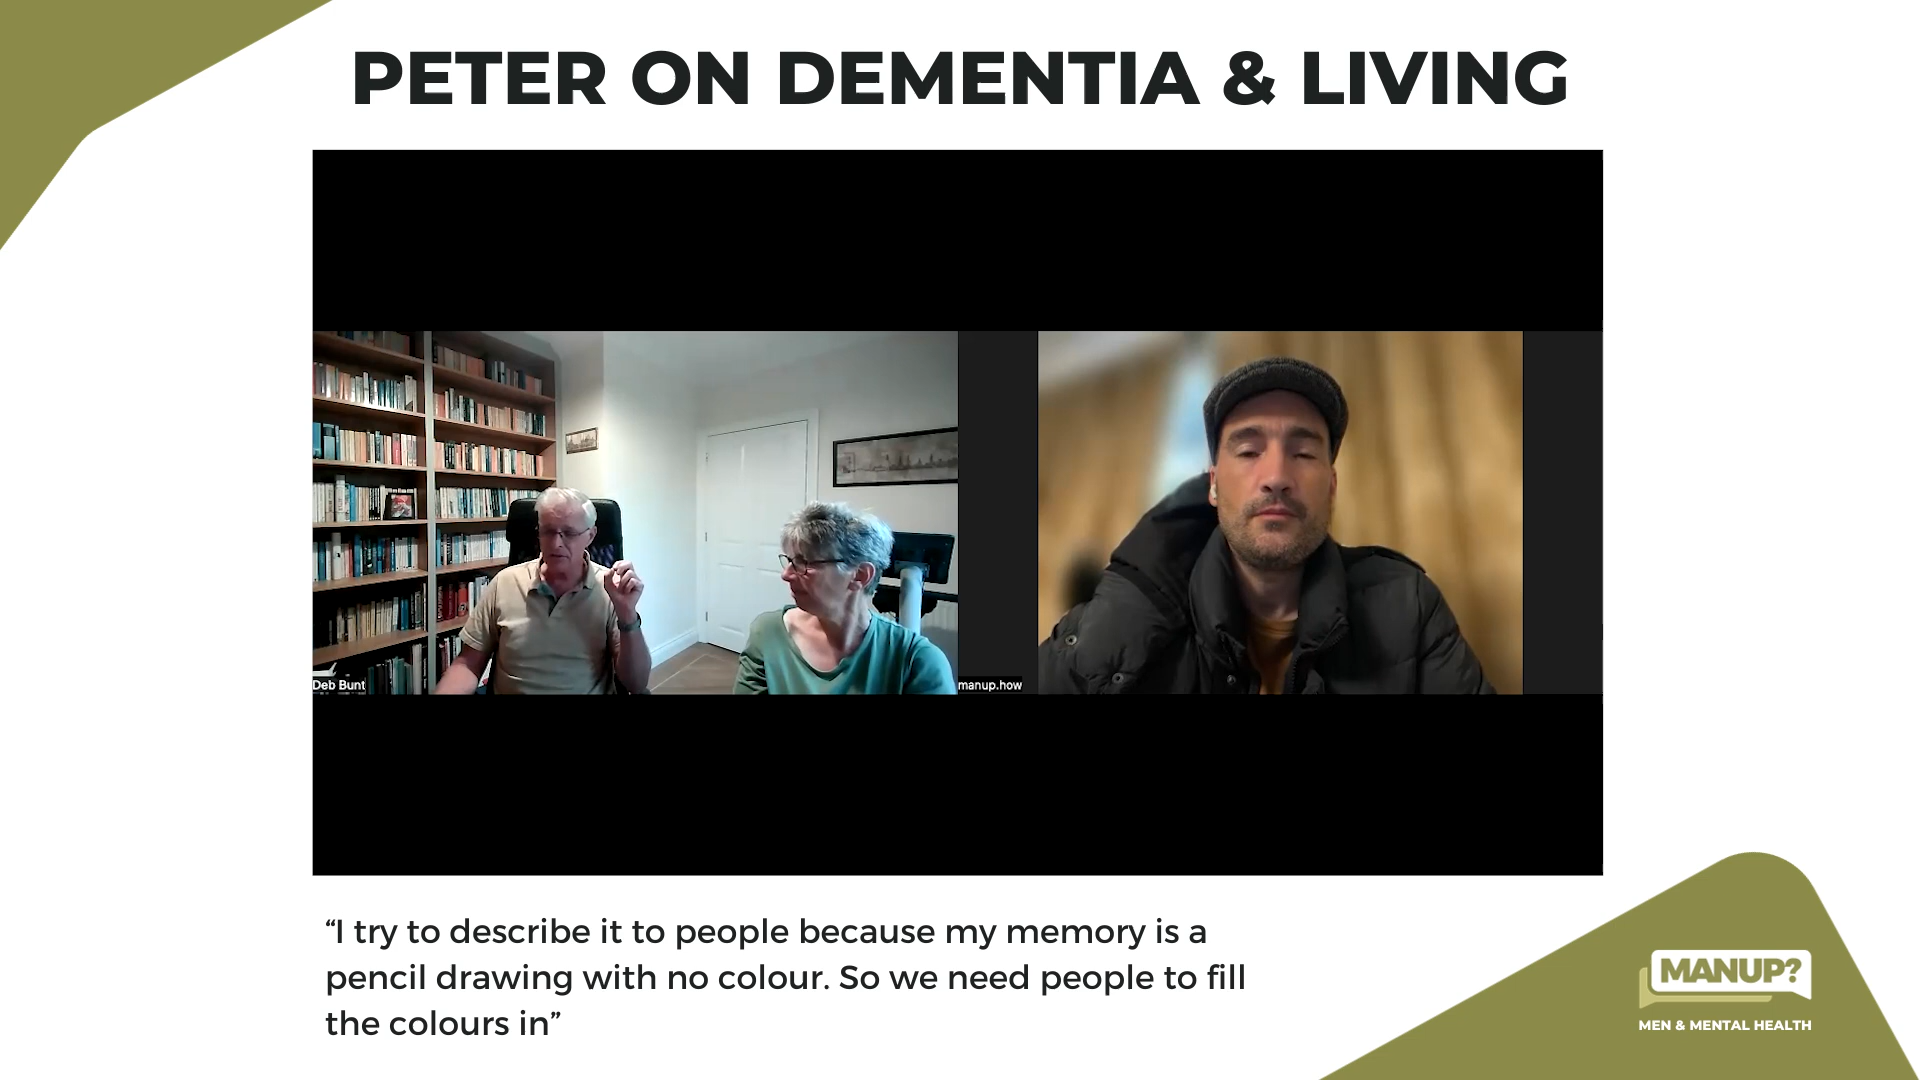 PETER ON DEMENTIA & LIVING
Deb Bunt
manup.how
“I try to describe it to people because my memory is a
pencil drawing with no colour. So we need people to fill
the colours in”
MANUP?
MEN & MENTAL HEALTH